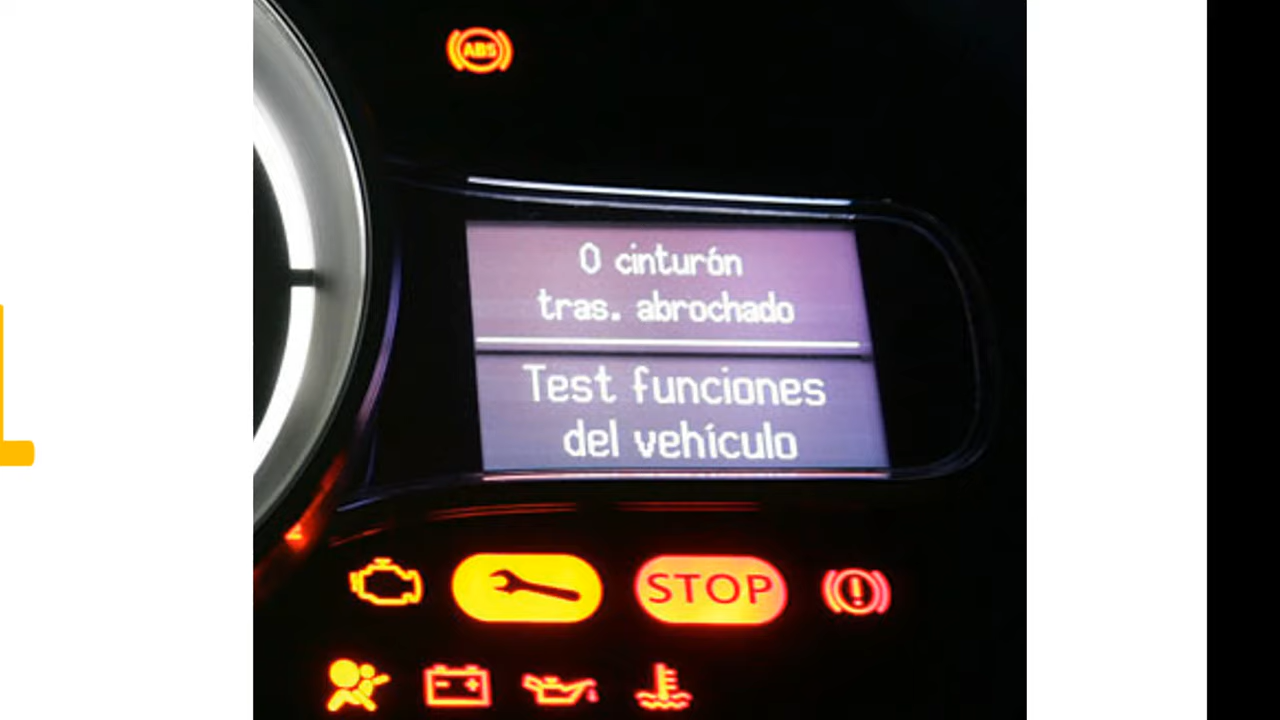 ABS
0 cinturón
tras. abrochado
Test funciones
del vehículo
STOP